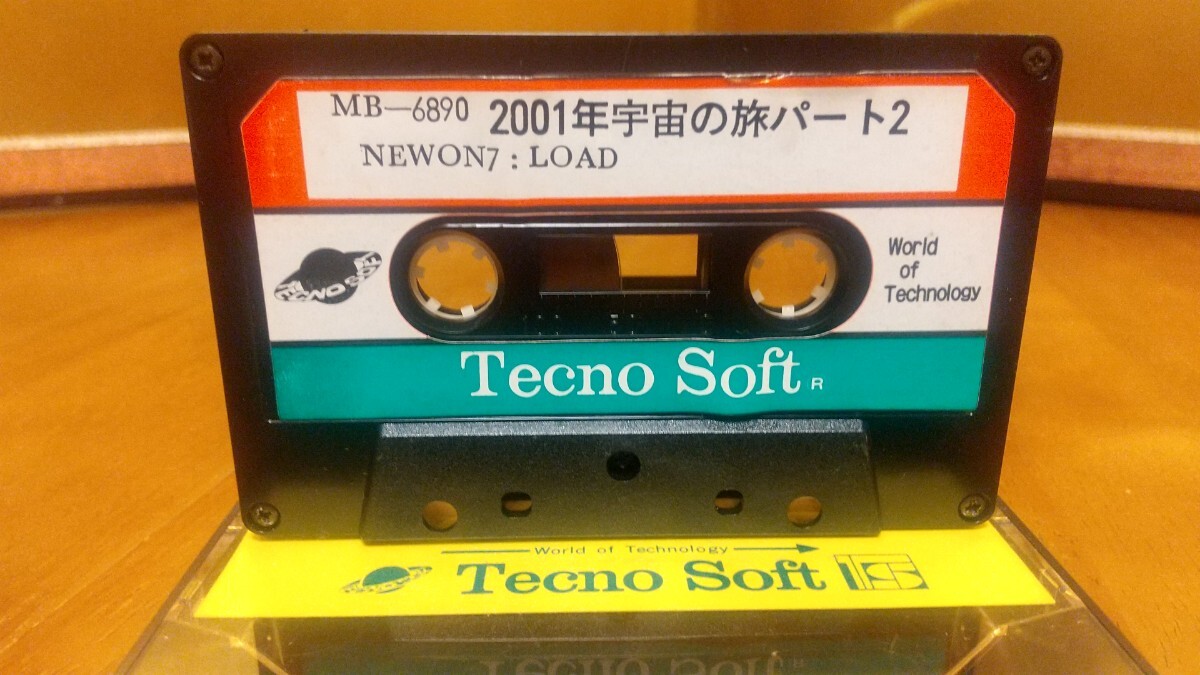 MB—6890 2001年宇宙の旅パート2
NEWON7 : LOAD
TECNO SOFT
World
of
Technology
Tecno Soft R
World of Technology
Tecno Soft